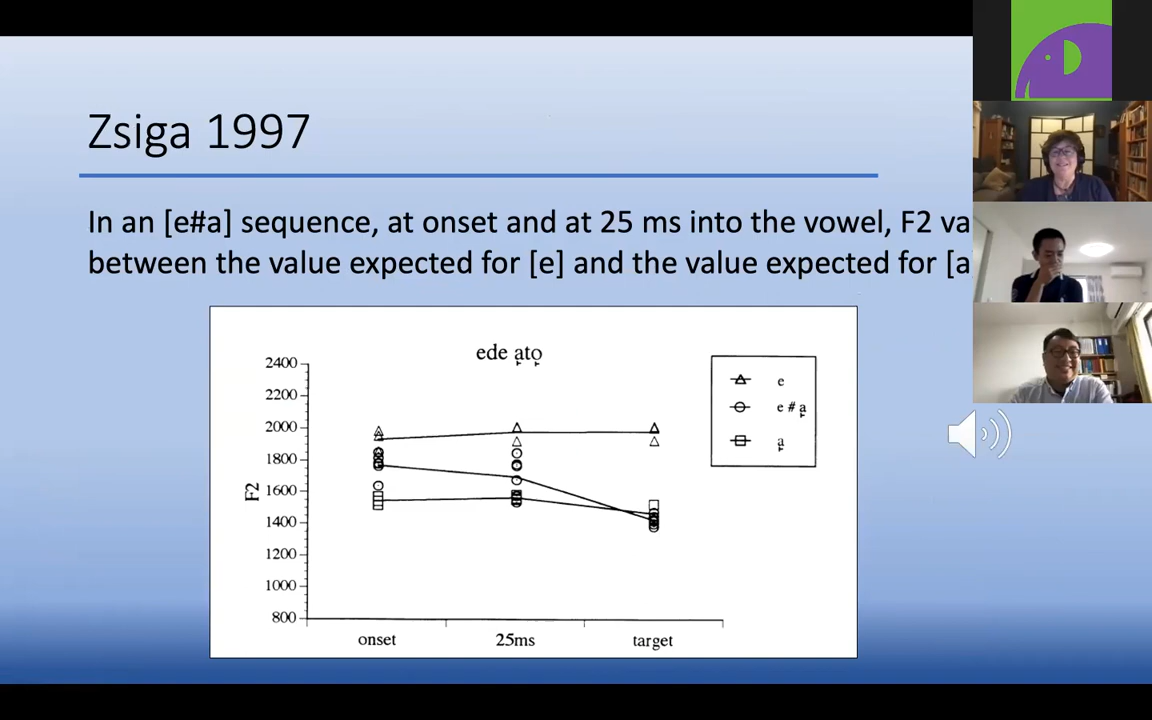 Zsiga 1997
In an [e#a] sequence, at onset and at 25 ms into the vowel, F2 va
between the value expected for [e] and the value expected for [a
ede a̙to̙
2400
2200
2000
1800
1600
1400
1200
1000
800
F2
onset
25ms
target
e
e # a̙
a̙